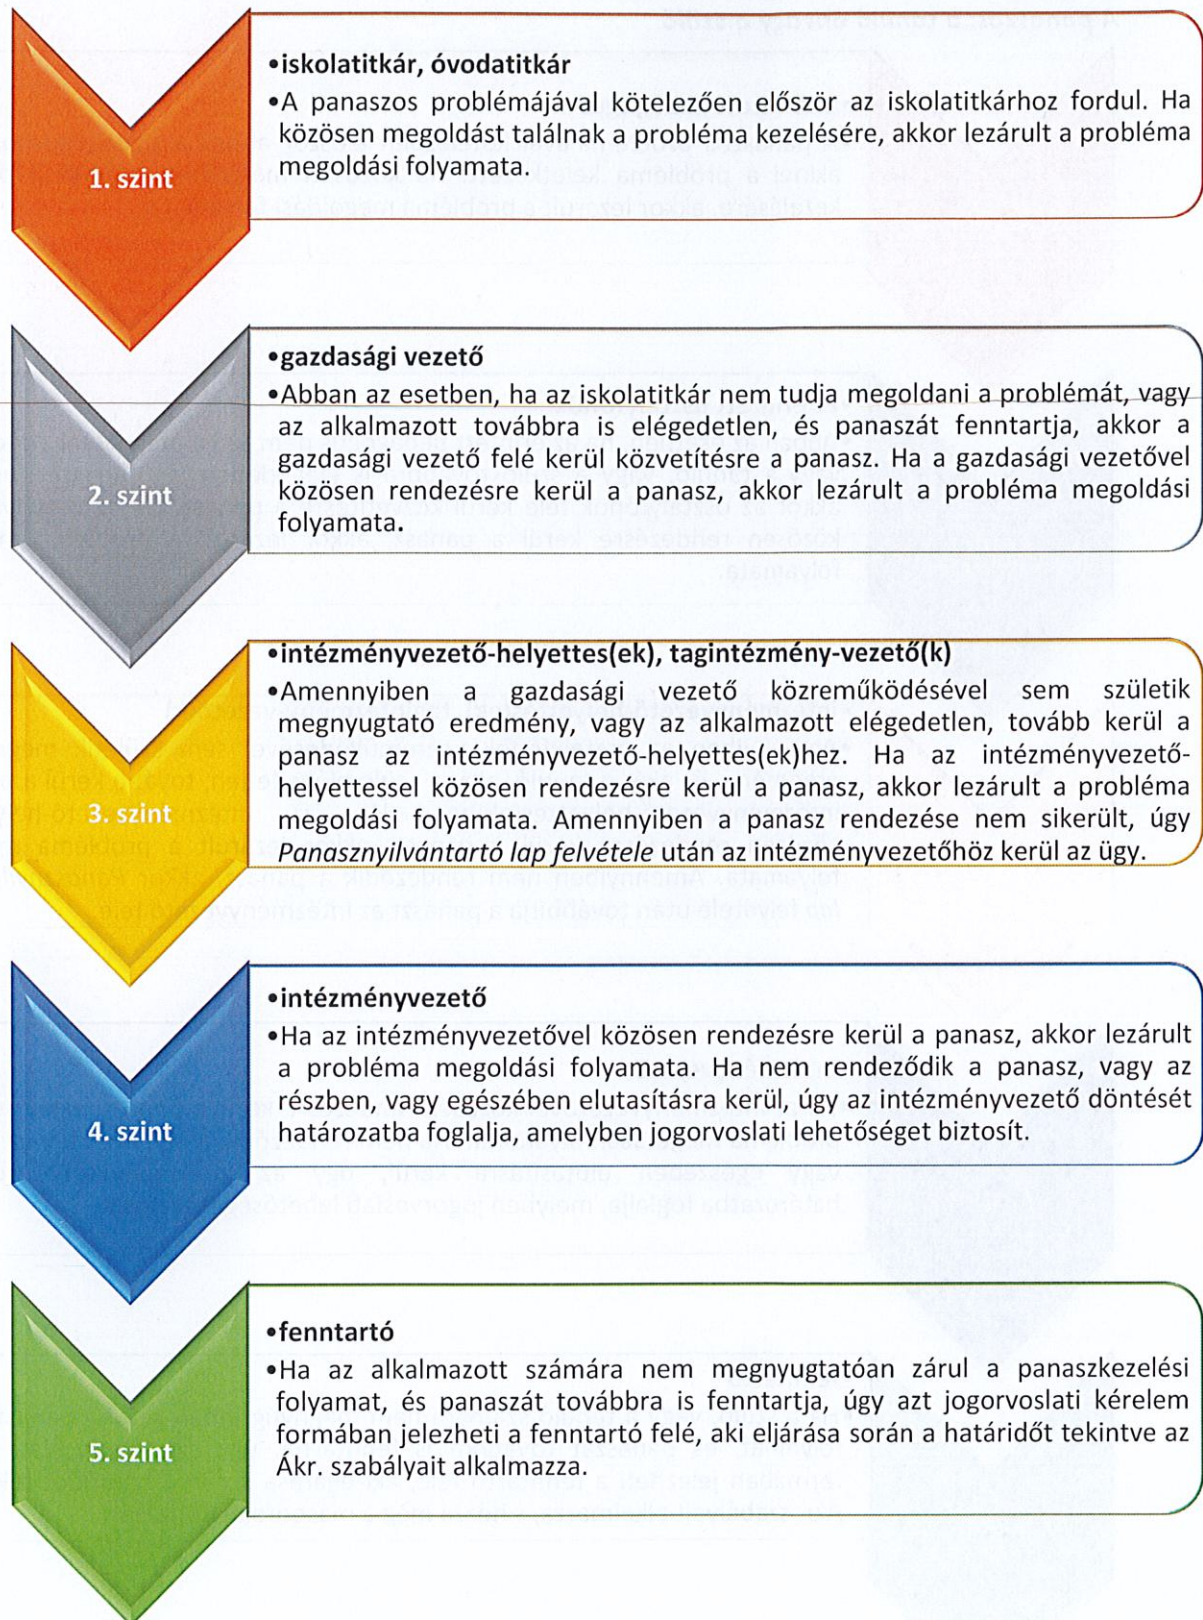 1. szint
•iskolatitkár, óvodatitkár
•A panaszos problémájával kötelezően először az iskolatitkárhoz fordul. Ha
közösen megoldást találnak a probléma kezelésére, akkor lezárult a probléma
megoldási folyamata.
2. szint
•gazdasági vezető
•Abban az esetben, ha az iskolatitkár nem tudja megoldani a problémát, vagy
az alkalmazott továbbra is elégedetlen, és panaszát fenntartja, akkor a
gazdasági vezető felé kerül közvetítésre a panasz. Ha a gazdasági vezetővel
közösen rendezésre kerül a panasz, akkor lezárult a probléma megoldási
folyamata.
3. szint
•intézményvezető-helyettes(ek), tagintézmény-vezető(k)
•Amennyiben a gazdasági vezető közreműködésével sem születik
megnyugtató eredmény, vagy az alkalmazott elégedetlen, tovább kerül a
panasz az intézményvezető-helyettes(ek)hez. Ha az intézményvezető-
helyettessel közösen rendezésre kerül a panasz, akkor lezárult a probléma
megoldási folyamata. Amennyiben a panasz rendezése nem sikerült, úgy
Panasznyilvántartó lap felvétele után az intézményvezetőhöz kerül az ügy.
4. szint
•intézményvezető
•Ha az intézményvezetővel közösen rendezésre kerül a panasz, akkor lezárult
a probléma megoldási folyamata. Ha nem rendeződik a panasz, vagy az
részben, vagy egészében elutasításra kerül, úgy az intézményvezető döntését
határozatba foglalja, amelyben jogorvoslati lehetőséget biztosít.
5. szint
•fenntartó
•Ha az alkalmazott számára nem megnyugtatóan zárul a panaszkezelési
folyamat, és panaszát továbbra is fenntartja, úgy azt jogorvoslati kérelem
formában jelezheti a fenntartó felé, aki eljárása során a határidőt tekintve az
Ákr. szabályait alkalmazza.